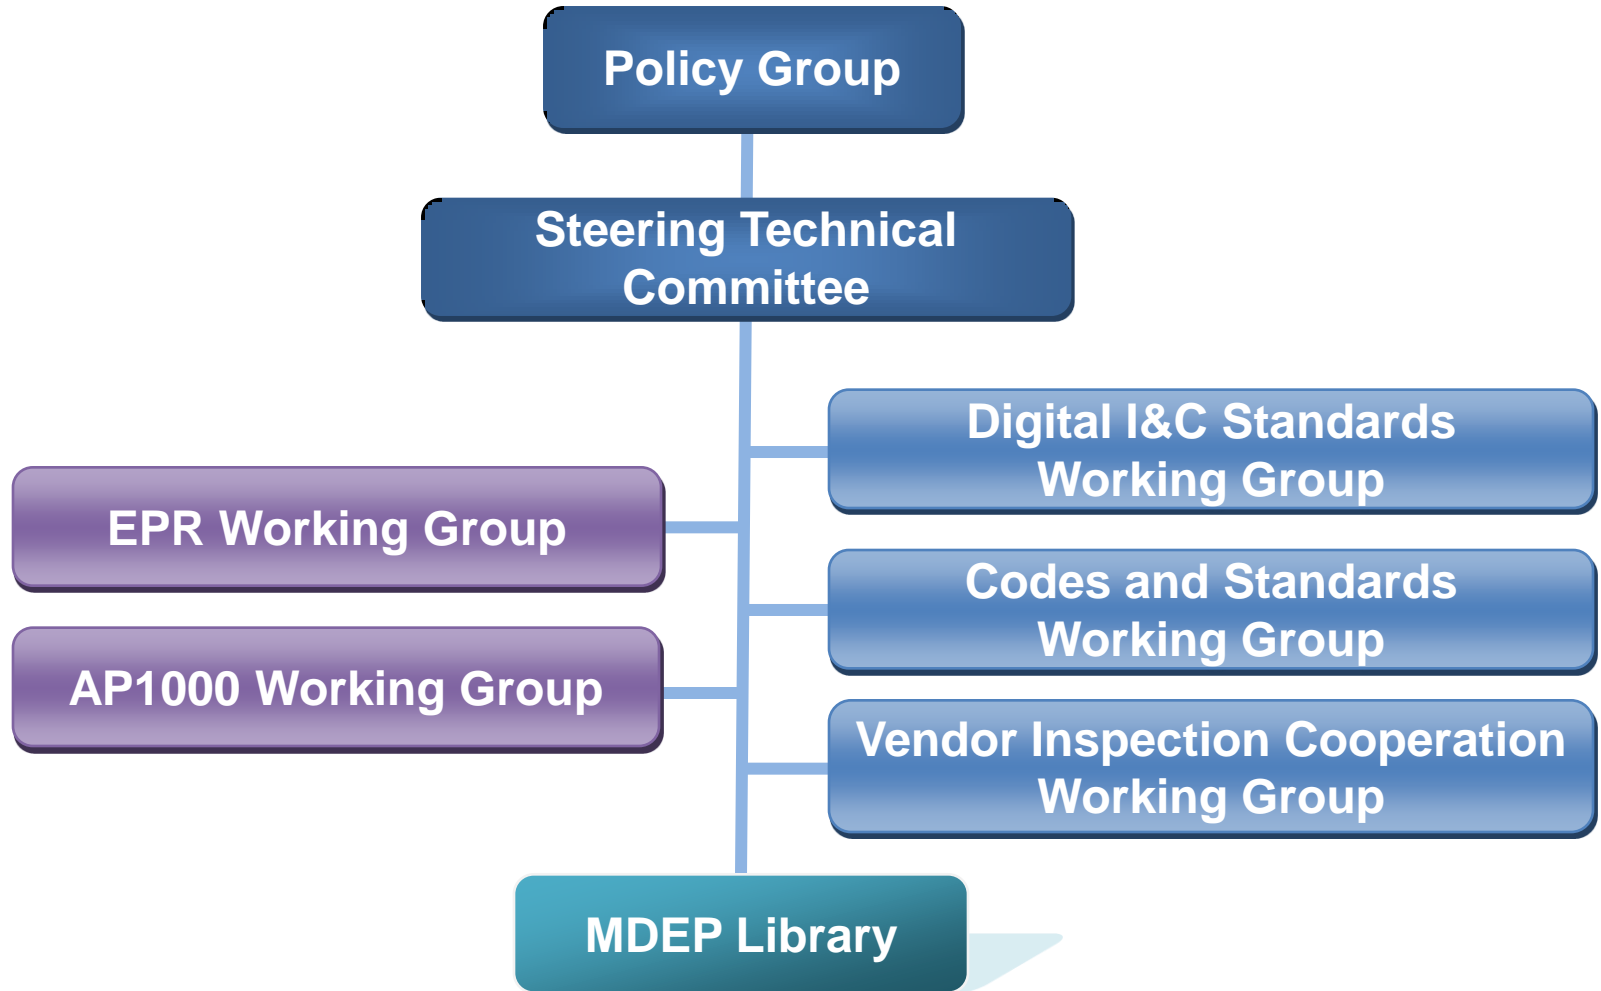 Policy Group
Steering Technical
Committee
Digital I&C Standards
Working Group
EPR Working Group
Codes and Standards
Working Group
AP1000 Working Group
Vendor Inspection Cooperation
Working Group
MDEP Library